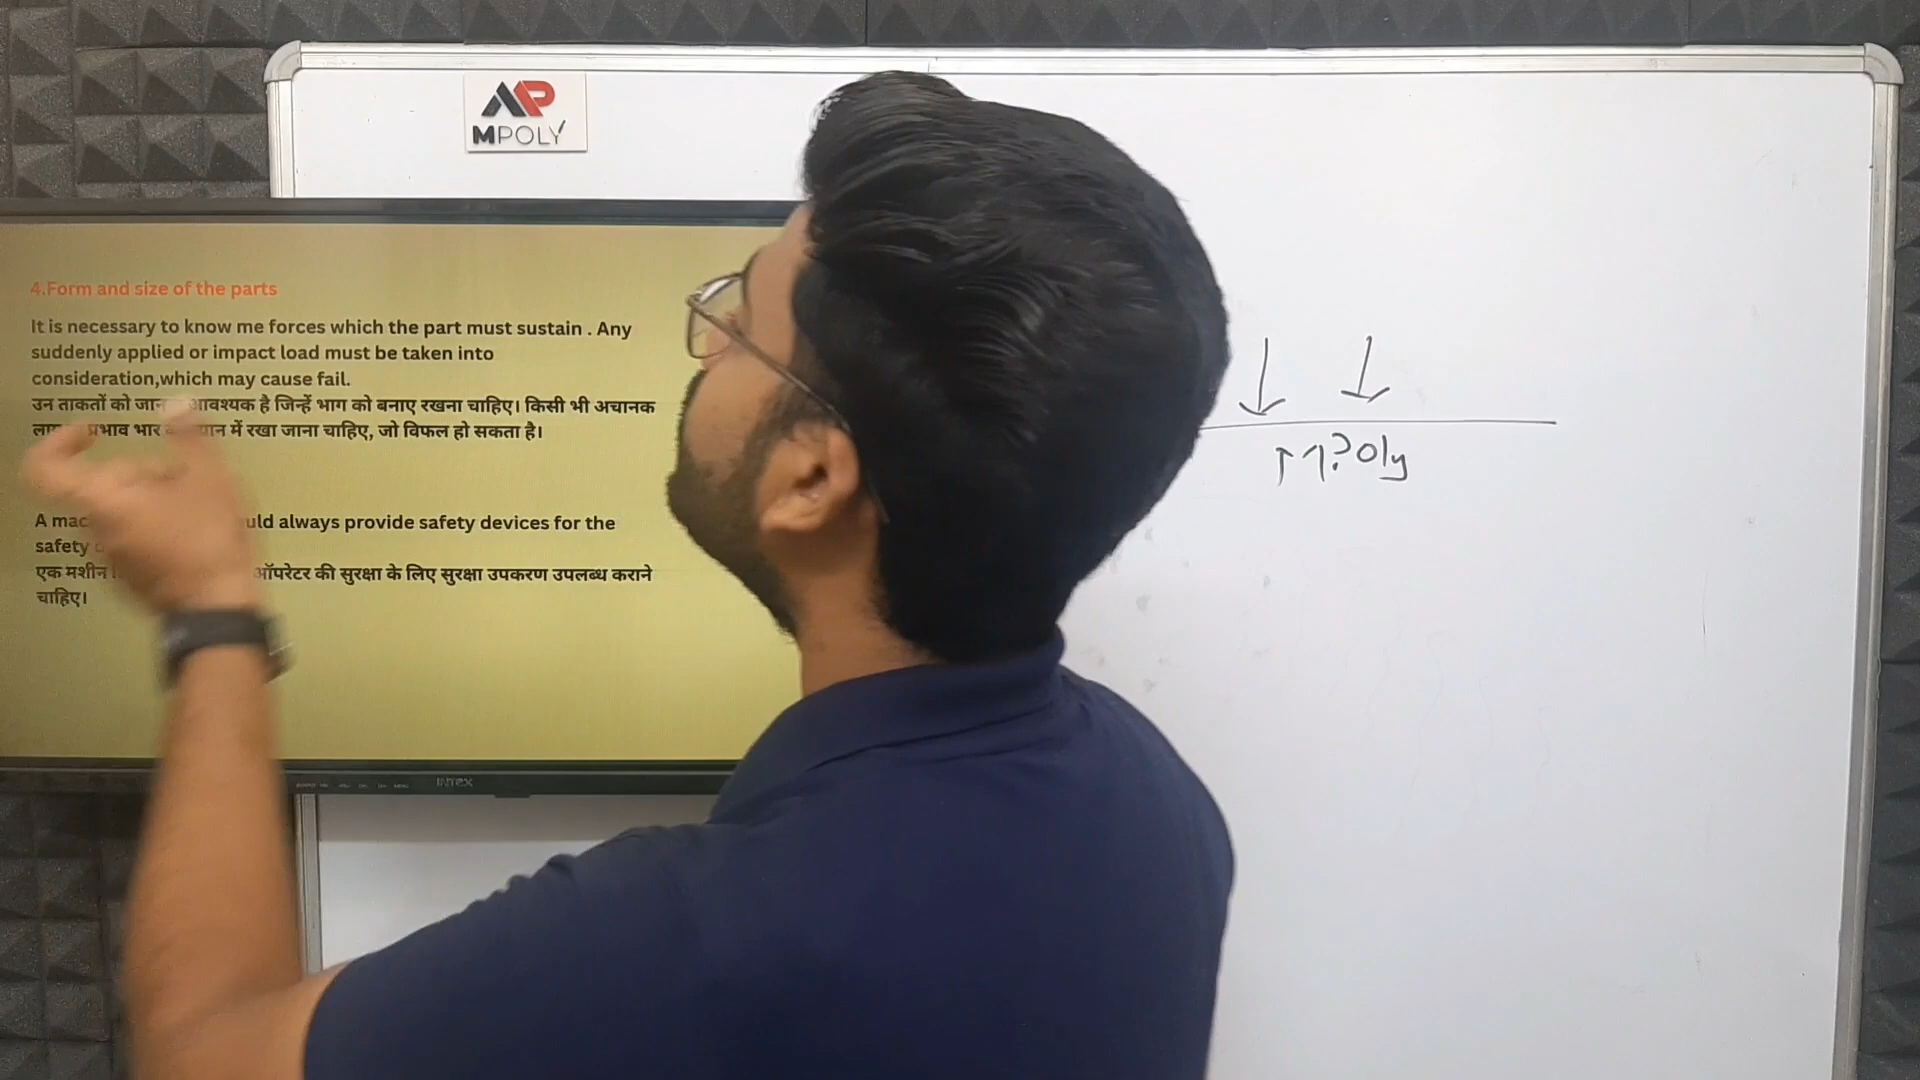 MPOLY
4.Form and size of the parts
It is necessary to know me forces which the part must sustain . Any
suddenly applied or impact load must be taken into
consideration,which may cause fail.
उन ताकतों को आवश्यक है जिन्हें भाग को बनाए रखना चाहिए। किसी भी अचानक
भार में रखा जाना चाहिए, जो विफल हो सकता है।
A always provide safety devices for the
safety
एक मशीन ऑपरेटर की सुरक्षा के लिए सुरक्षा उपकरण उपलब्ध कराने
चाहिए।
INTEX